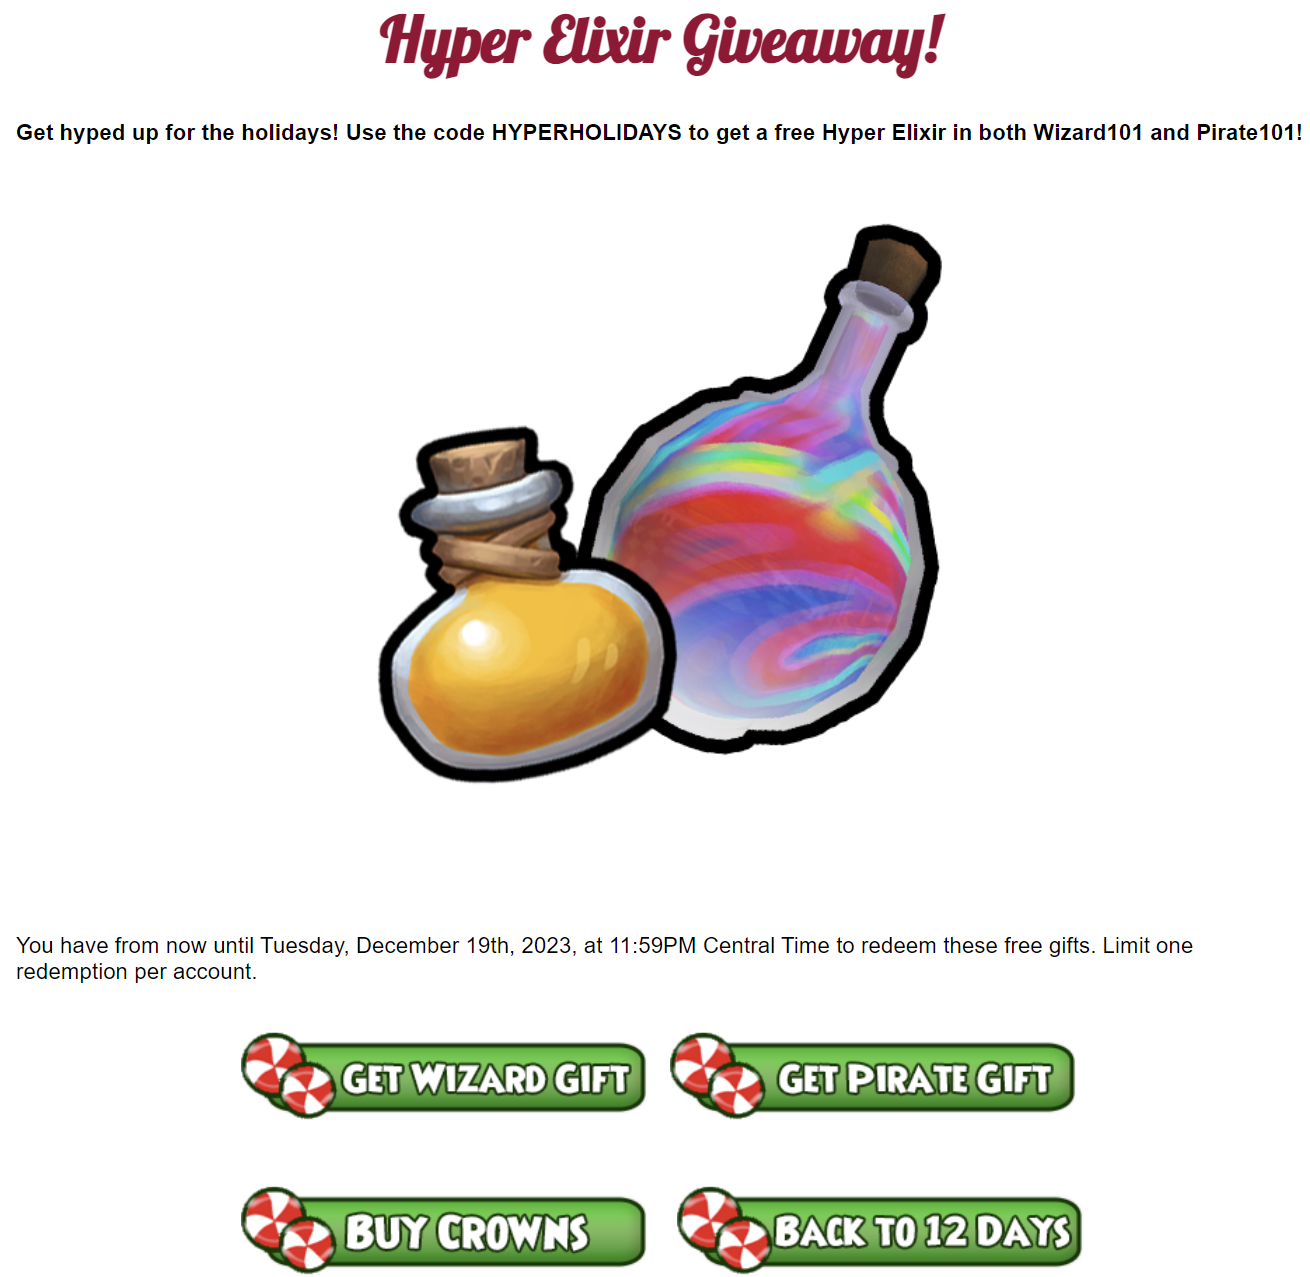 Hyper Elixir Giveaway!
Get hyped up for the holidays! Use the code HYPERHOLIDAYS to get a free Hyper Elixir in both Wizard101 and Pirate101!
You have from now until Tuesday, December 19th, 2023, at 11:59PM Central Time to redeem these free gifts. Limit one
redemption per account.
GET WIZARD GIFT
GET PIRATE GIFT
BUY CROWNS
BACK TO 12 DAYS